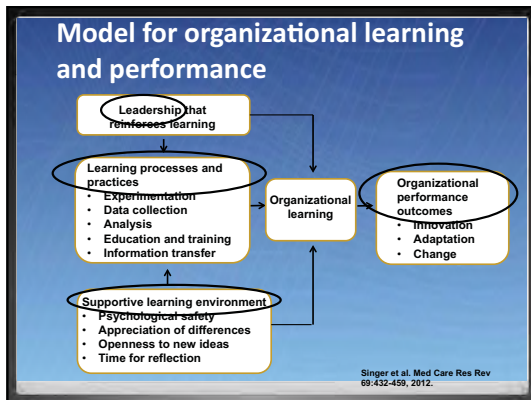 Model for organizational learning
and performance
Leadership that
reinforces learning
Learning processes and
practices
• Experimentation
• Data collection
• Analysis
• Education and training
• Information transfer
Organizational
learning
Organizational
performance
outcomes
• Innovation
• Adaptation
• Change
Supportive learning environment
• Psychological safety
• Appreciation of differences
• Openness to new ideas
• Time for reflection
Singer et al. Med Care Res Rev
69:432-459, 2012.